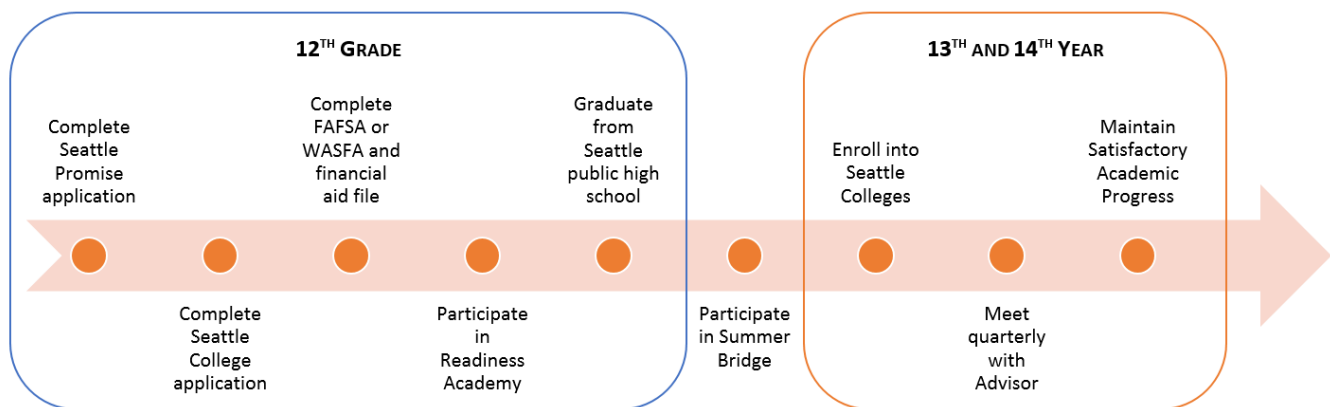 12TH GRADE
Complete
Seattle
Promise
application
Complete
Seattle
College
application
Complete
FAFSA or
WASFA and
financial
aid file
Participate
in
Readiness
Academy
Graduate
from
Seattle
public high
school
Participate
in Summer
Bridge
13TH AND 14TH YEAR
Enroll into
Seattle
Colleges
Meet
quarterly
with
Advisor
Maintain
Satisfactory
Academic
Progress